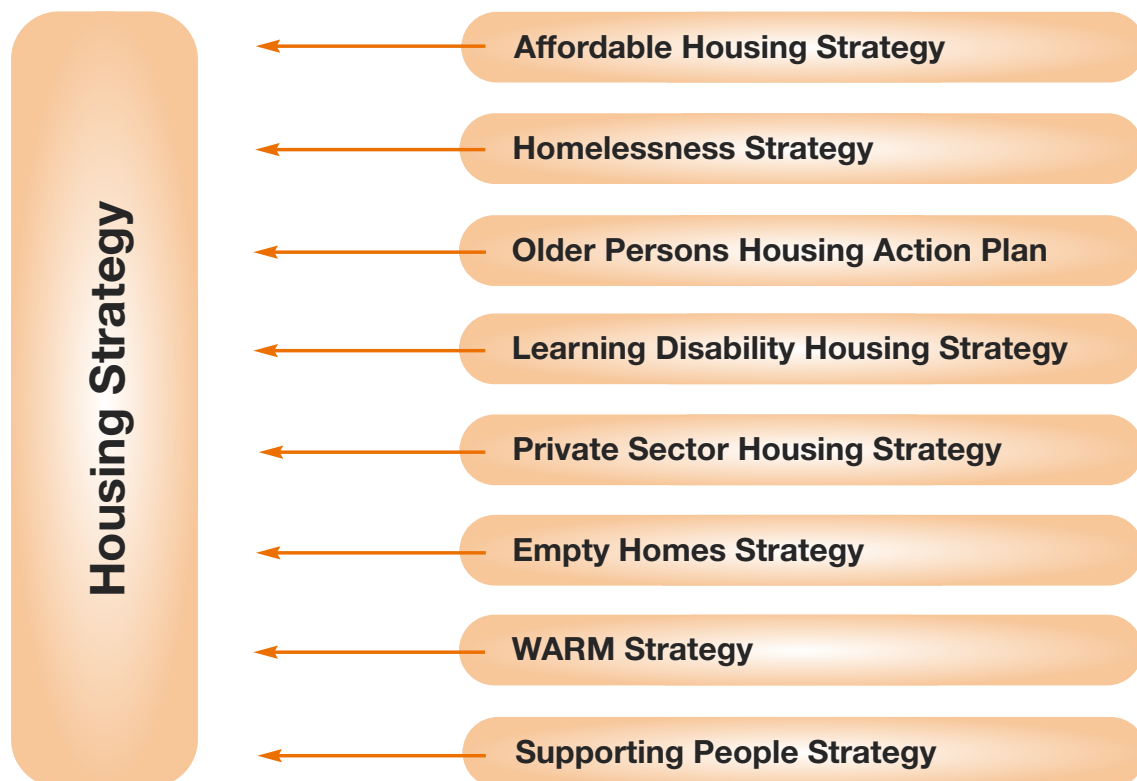 Housing Strategy
Affordable Housing Strategy
Homelessness Strategy
Older Persons Housing Action Plan
Learning Disability Housing Strategy
Private Sector Housing Strategy
Empty Homes Strategy
WARM Strategy
Supporting People Strategy